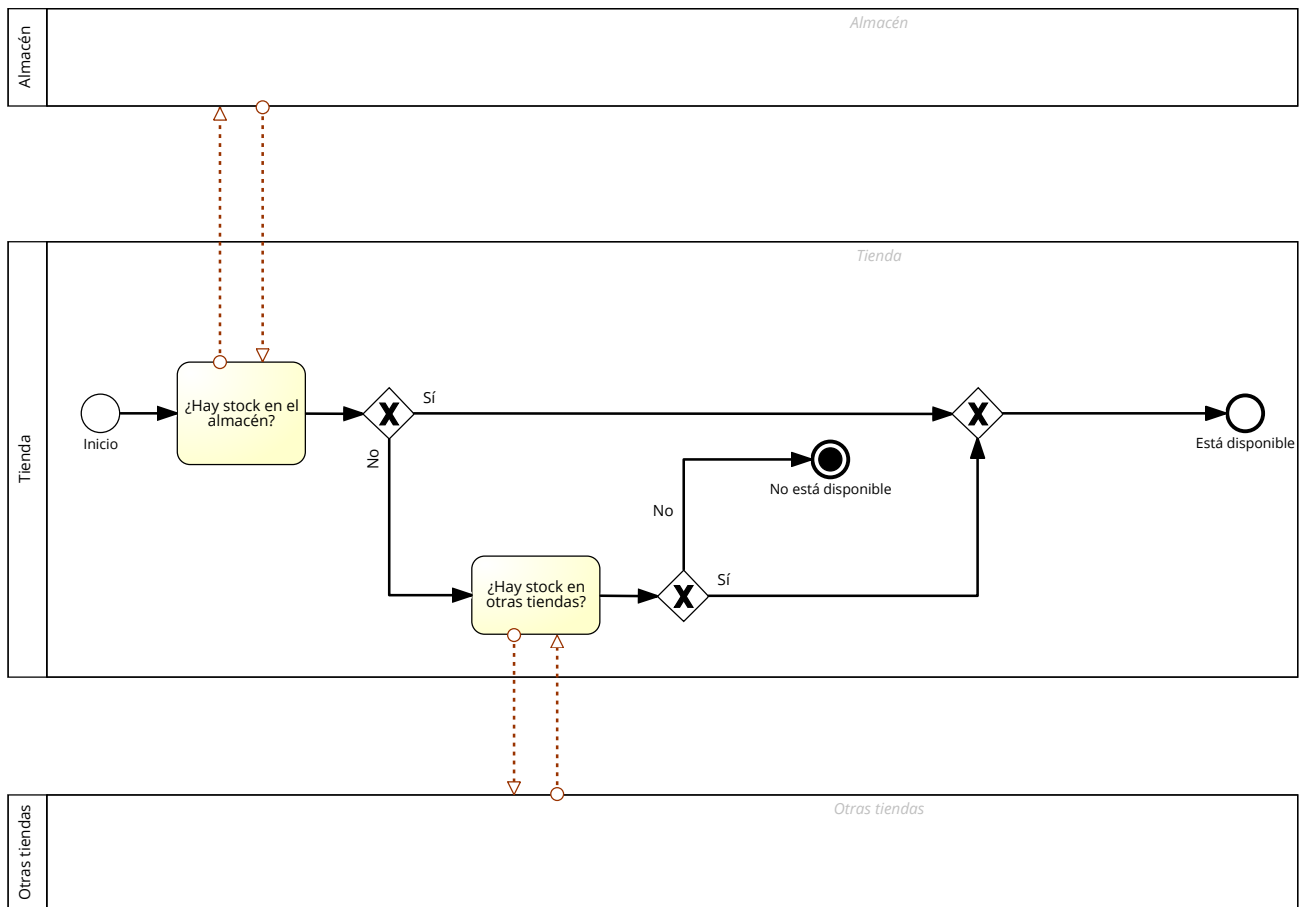 Almacén
Almacén
Tienda
Tienda
Inicio
¿Hay stock en el
almacén?
Sí
No
Está disponible
No está disponible
No
¿Hay stock en
otras tiendas?
Sí
Otras tiendas
Otras tiendas